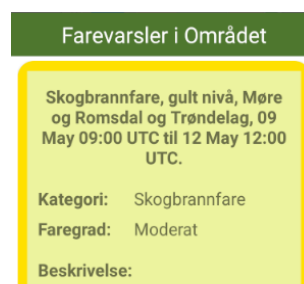 Farevarsler i Området
Skogbrannfare, gult nivå, Møre
og Romsdal og Trøndelag, 09
May 09:00 UTC til 12 May 12:00
UTC.
Kategori: Skogbrannfare
Faregrad: Moderat
Beskrivelse: